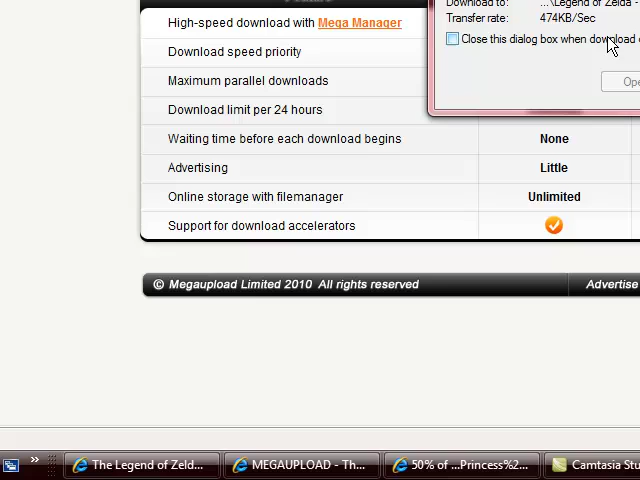 Download to: ...\Legend of Zelda -
Transfer rate: 474KB/Sec
Close this dialog box when download
Ope
High-speed download with Mega Manager
Download speed priority
Maximum parallel downloads
Download limit per 24 hours
Waiting time before each download begins None
Advertising Little
Online storage with filemanager Unlimited
Support for download accelerators
© Megaupload Limited 2010 All rights reserved Advertise
The Legend of Zeld... MEGAUPLOAD - Th... 50% of ...Princess%2... Camtasia Stu